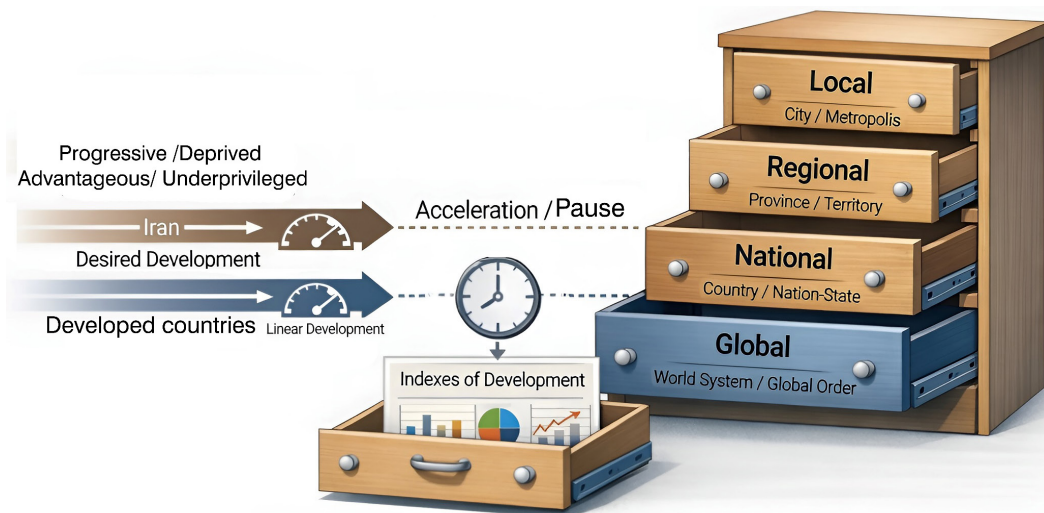 Progressive /Deprived
Advantageous/ Underprivileged
Iran
Desired Development
Developed countries
Linear Development
Acceleration / Pause
Indexes of Development
Local
City / Metropolis
Regional
Province / Territory
National
Country / Nation-State
Global
World System / Global Order